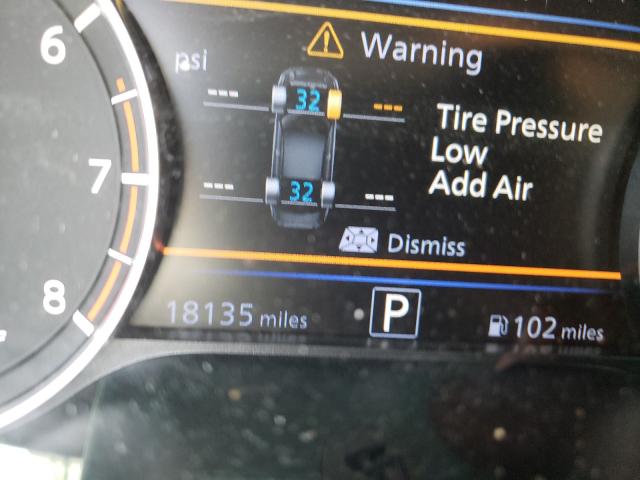 6
7
8
Warning
psi
--- 32 ---
Tire Pressure
Low
Add Air
--- 32 ---
Dismiss
18135 miles
P
102 miles